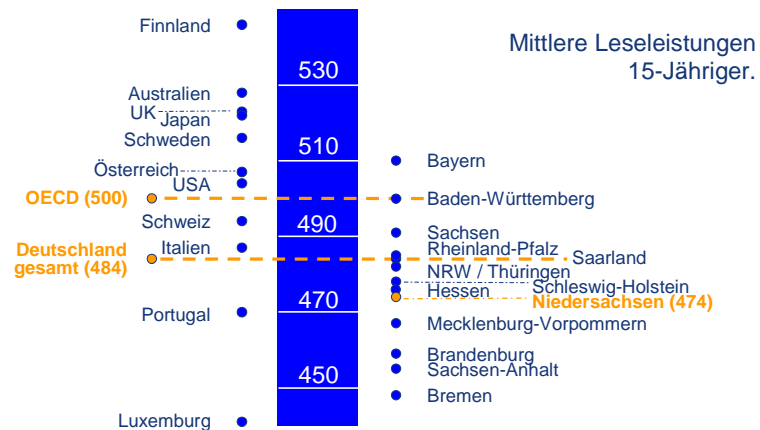 Mittlere Leseleistungen
15-Jähriger.
Finnland
Australien
UK
Japan
Schweden
Österreich
USA
OECD (500)
Schweiz
Italien
Deutschland
gesamt (484)
Portugal
Luxemburg
530
510
490
470
450
Bayern
Baden-Württemberg
Sachsen
Rheinland-Pfalz
Saarland
NRW / Thüringen
Schleswig-Holstein
Hessen
Niedersachsen (474)
Mecklenburg-Vorpommern
Brandenburg
Sachsen-Anhalt
Bremen